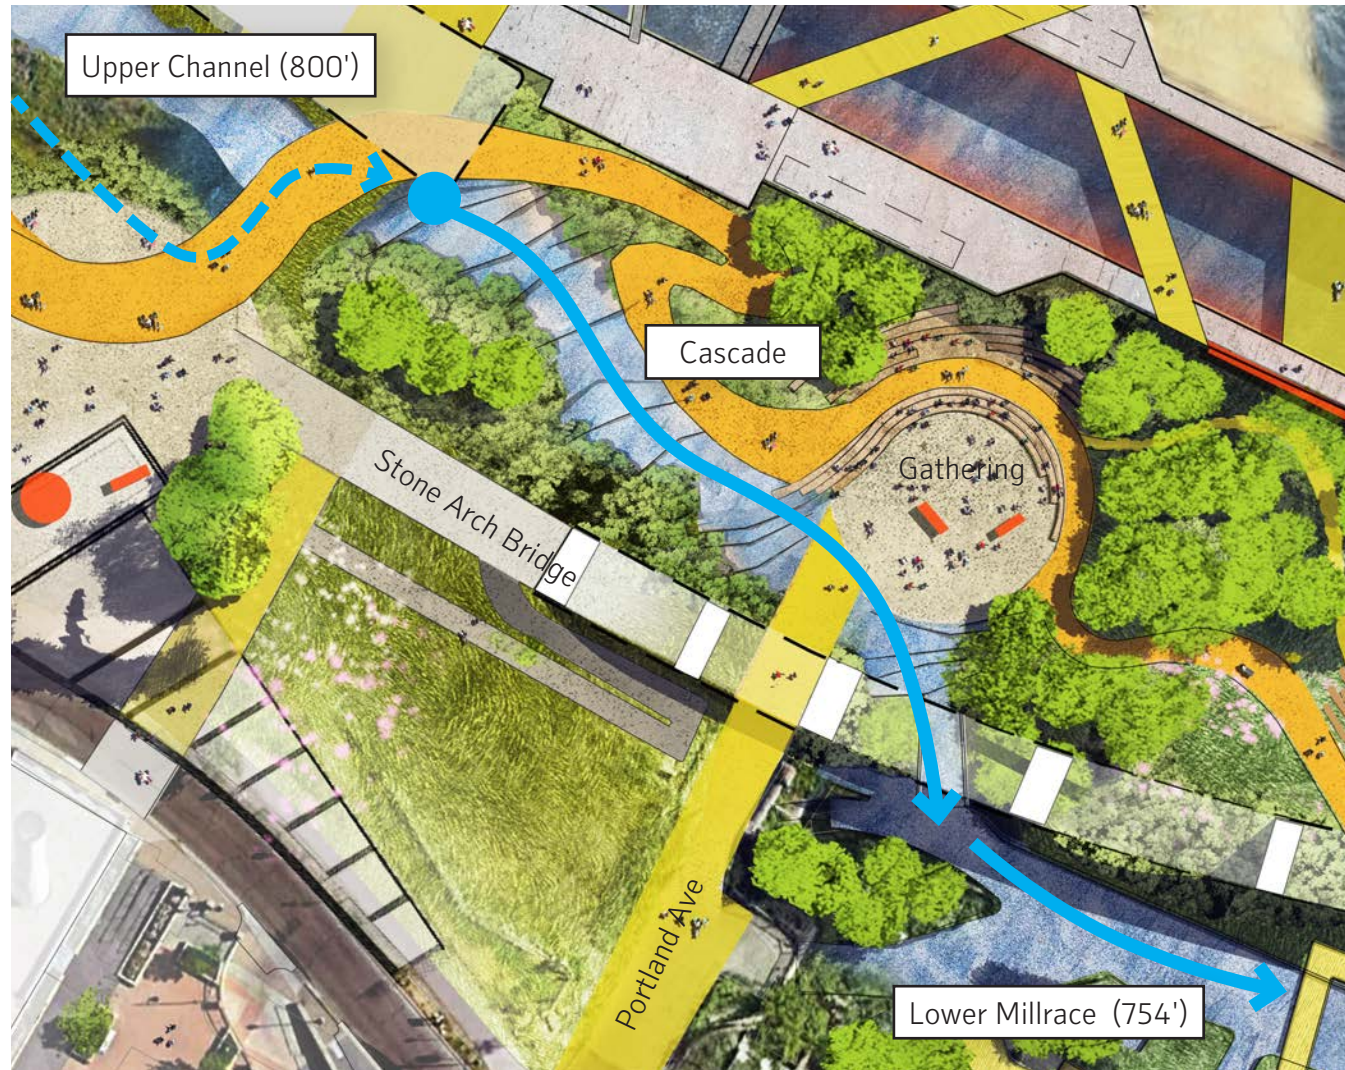 Upper Channel (800')
Cascade
Gathering
Stone Arch Bridge
Portland Ave
Lower Millrace (754')